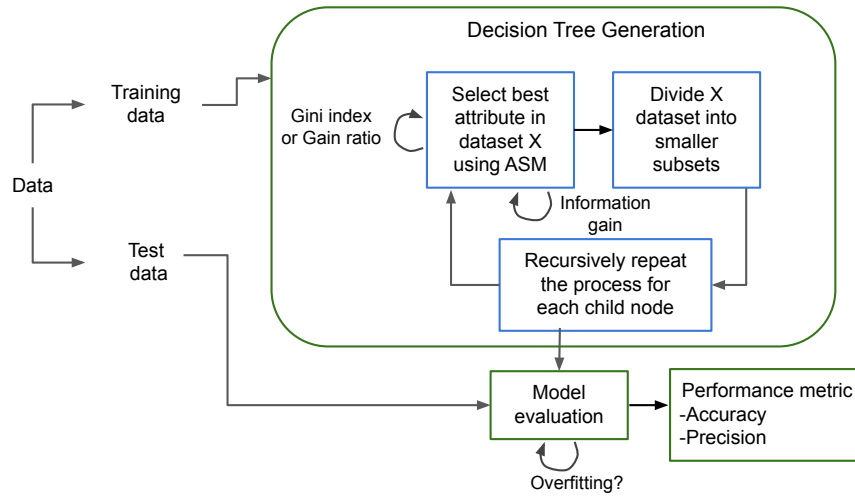 Decision Tree Generation
Training
data
Gini index
or Gain ratio
Select best
attribute in
dataset X
using ASM
Divide X
dataset into
smaller
subsets
Data
Information
gain
Test
data
Recursively repeat
the process for
each child node
Model
evaluation
Performance metric
-Accuracy
-Precision
Overfitting?